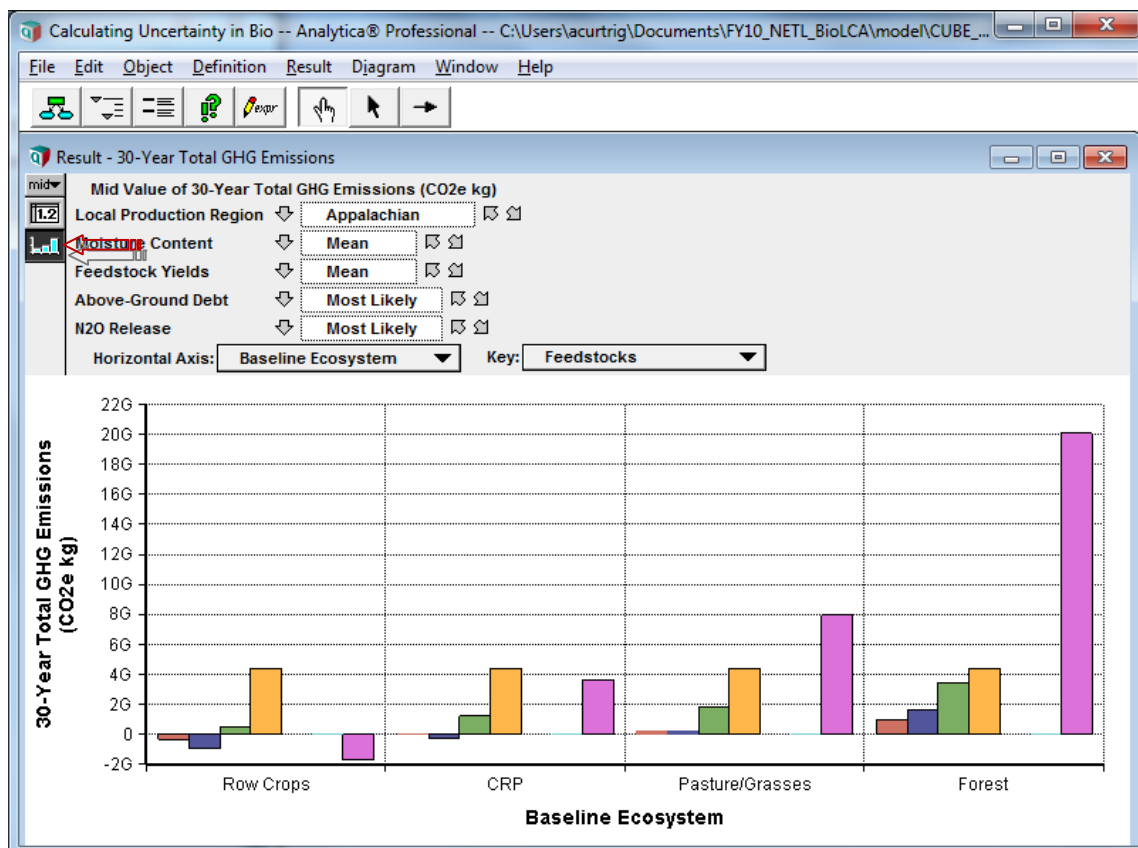 Calculating Uncertainty in Bio -- Analytica® Professional -- C:\Users\acurtrig\Documents\FY10_NETL_BioLCA\model\CUBE_...
File Edit Object Definition Result Diagram Window Help
expr
Result - 30-Year Total GHG Emissions
mid Mid Value of 30-Year Total GHG Emissions (CO2e kg)
1.2 Local Production Region Appalachian
Moisture Content Mean
Feedstock Yields Mean
Above-Ground Debt Most Likely
N2O Release Most Likely
Horizontal Axis: Baseline Ecosystem Key: Feedstocks
30-Year Total GHG Emissions
(CO2e kg)
22G
20G
18G
16G
14G
12G
10G
8G
6G
4G
2G
0
-2G
Row Crops CRP Pasture/Grasses Forest
Baseline Ecosystem